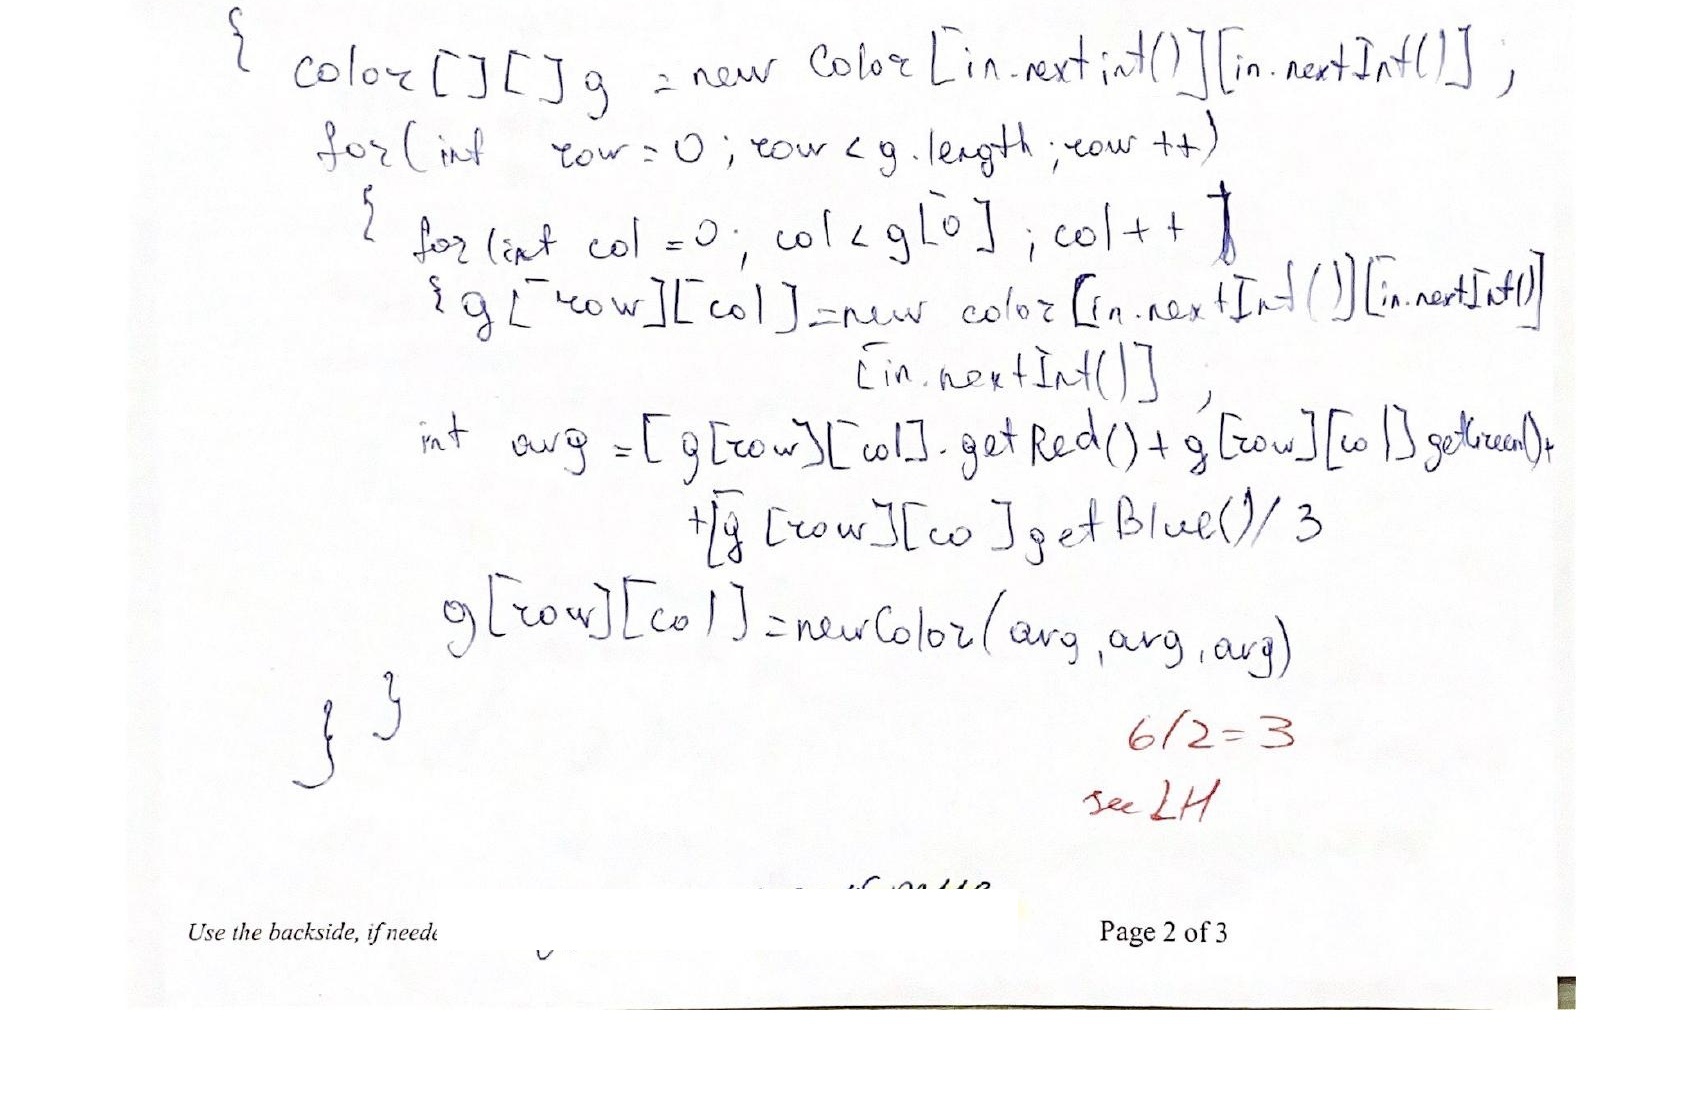 { color[][]g = new Color[in.nextint()][in.nextInt()];
for(int row=0; row<g.length; row++)
{ for(int col=0; col<g[0]; col++]
{g[row][col]=new color[in.nextInt()][in.nextInt()]
[in.nextInt()],
int avg = [g[row][col].getRed()+g[row][col]getGreen()+
+[g[row][co]getBlue()/3
g[row][col]=newColor(avg,avg,avg)
} }
6/2=3
see LH
Use the backside, if neede
Page 2 of 3